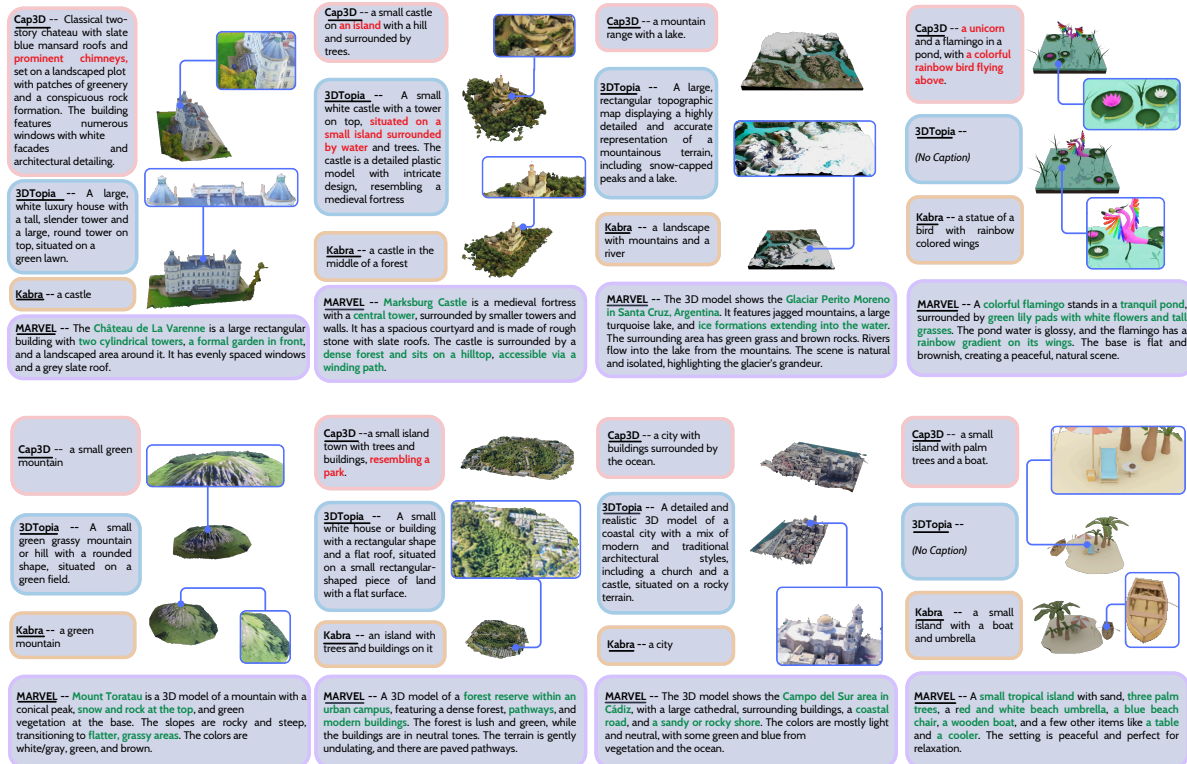 Cap3D -- Classical two-
story chateau with slate
blue mansard roofs and
prominent chimneys,
set on a landscaped plot
with patches of greenery
and a conspicuous rock
formation. The building
features numerous
windows with white
facades and
architectural detailing.
3DTopia -- A large,
white luxury house with
a tall, slender tower and
a large, round tower on
top, situated on a
green lawn.
Kabra -- a castle
MARVEL -- The Château de La Varenne is a large rectangular
building with two cylindrical towers, a formal garden in front,
and a landscaped area around it. It has evenly spaced windows
and a grey slate roof.
Cap3D -- a small castle
on an island with a hill
and surrounded by
trees.
3DTopia -- A small
white castle with a tower
on top, situated on a
small island surrounded
by water and trees. The
castle is a detailed plastic
model with intricate
design, resembling a
medieval fortress
Kabra -- a castle in the
middle of a forest
MARVEL -- Marksburg Castle is a medieval fortress
with a central tower, surrounded by smaller towers and
walls. It has a spacious courtyard and is made of rough
stone with slate roofs. The castle is surrounded by a
dense forest and sits on a hilltop, accessible via a
winding path.
Cap3D -- a mountain
range with a lake.
3DTopia -- A large,
rectangular topographic
map displaying a highly
detailed and accurate
representation of a
mountainous terrain,
including snow-capped
peaks and a lake.
Kabra -- a landscape
with mountains and a
river
MARVEL -- The 3D model shows the Glaciar Perito Moreno
in Santa Cruz, Argentina. It features jagged mountains, a large
turquoise lake, and ice formations extending into the water.
The surrounding area has green grass and brown rocks. Rivers
flow into the lake from the mountains. The scene is natural
and isolated, highlighting the glacier's grandeur.
Cap3D -- a unicorn
and a flamingo in a
pond, with a colorful
rainbow bird flying
above.
3DTopia --
(No Caption)
Kabra -- a statue of a
bird with rainbow
colored wings
MARVEL -- A colorful flamingo stands in a tranquil pond,
surrounded by green lily pads with white flowers and tall
grasses. The pond water is glossy, and the flamingo has a
rainbow gradient on its wings. The base is flat and
brownish, creating a peaceful, natural scene.
Cap3D -- a small green
mountain
3DTopia -- A small
green grassy mountain
or hill with a rounded
shape, situated on a
green field.
Kabra -- a green
mountain
MARVEL -- Mount Toratau is a 3D model of a mountain with a
conical peak, snow and rock at the top, and green
vegetation at the base. The slopes are rocky and steep,
transitioning to flatter, grassy areas. The colors are
white/gray, green, and brown.
Cap3D --a small island
town with trees and
buildings, resembling a
park.
3DTopia -- A small
white house or building
with a rectangular shape
and a flat roof, situated
on a small rectangular-
shaped piece of land
with a flat surface.
Kabra -- an island with
trees and buildings on it
MARVEL -- A 3D model of a forest reserve within an
urban campus, featuring a dense forest, pathways, and
modern buildings. The forest is lush and green, while
the buildings are in neutral tones. The terrain is gently
undulating, and there are paved pathways.
Cap3D -- a city with
buildings surrounded by
the ocean.
3DTopia -- A detailed and
realistic 3D model of a
coastal city with a mix of
modern and traditional
architectural styles,
including a church and a
castle, situated on a rocky
terrain.
Kabra -- a city
MARVEL -- The 3D model shows the Campo del Sur area in
Cádiz, with a large cathedral, surrounding buildings, a coastal
road, and a sandy or rocky shore. The colors are mostly light
and neutral, with some green and blue from
vegetation and the ocean.
Cap3D -- a small
island with palm
trees and a boat.
3DTopia --
(No Caption)
Kabra -- a small
island with a boat
and umbrella
MARVEL -- A small tropical island with sand, three palm
trees, a red and white beach umbrella, a blue beach
chair, a wooden boat, and a few other items like a table
and a cooler. The setting is peaceful and perfect for
relaxation.